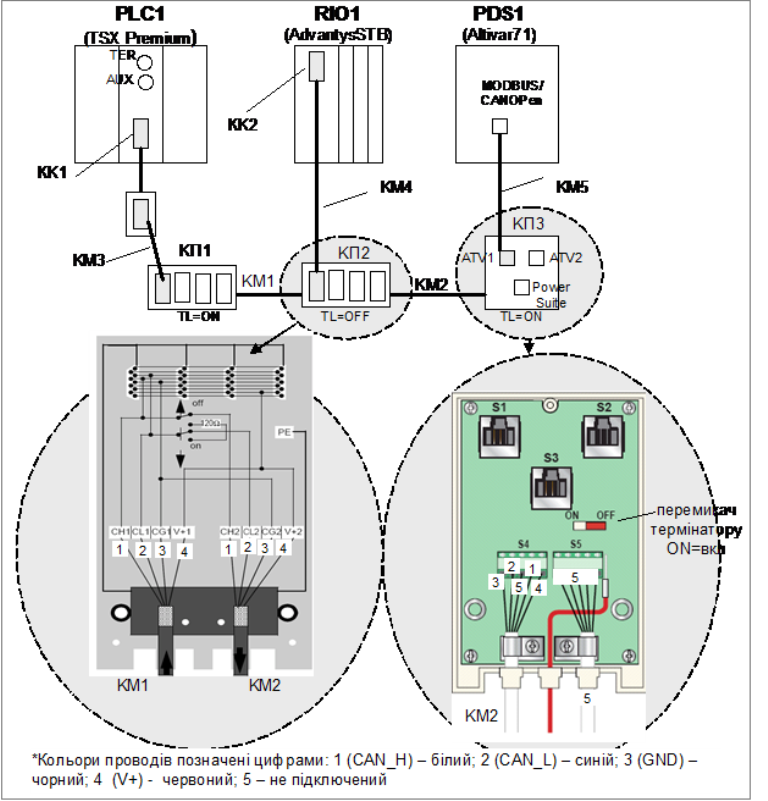 PLC1
(TSX Premium)
RIO1
(AdvantysSTB)
PDS1
(Altivar71)
TER
AUX
MODBUS/
CANOPen
KK1
KK2
KM3
KM4
KM5
КП1
КП2
КП3
KM1
KM2
ATV1
ATV2
Power
Suite
TL=ON
TL=OFF
TL=ON
off
120Ω
on
PE
CH1 CL1 CG1 V+1
CH2 CL2 CG2 V+2
1 2 3 4
1 2 3 4
KM1
KM2
S1
S2
S3
ON OFF
перемикач
термінатору
ON=вкл
S4
S5
2 1
3 5 4
5
KM2
5
*Кольори проводів позначені цифрами: 1 (CAN_H) – білий; 2 (CAN_L) – синій; 3 (GND) –
чорний; 4 (V+) - червоний; 5 – не підключений